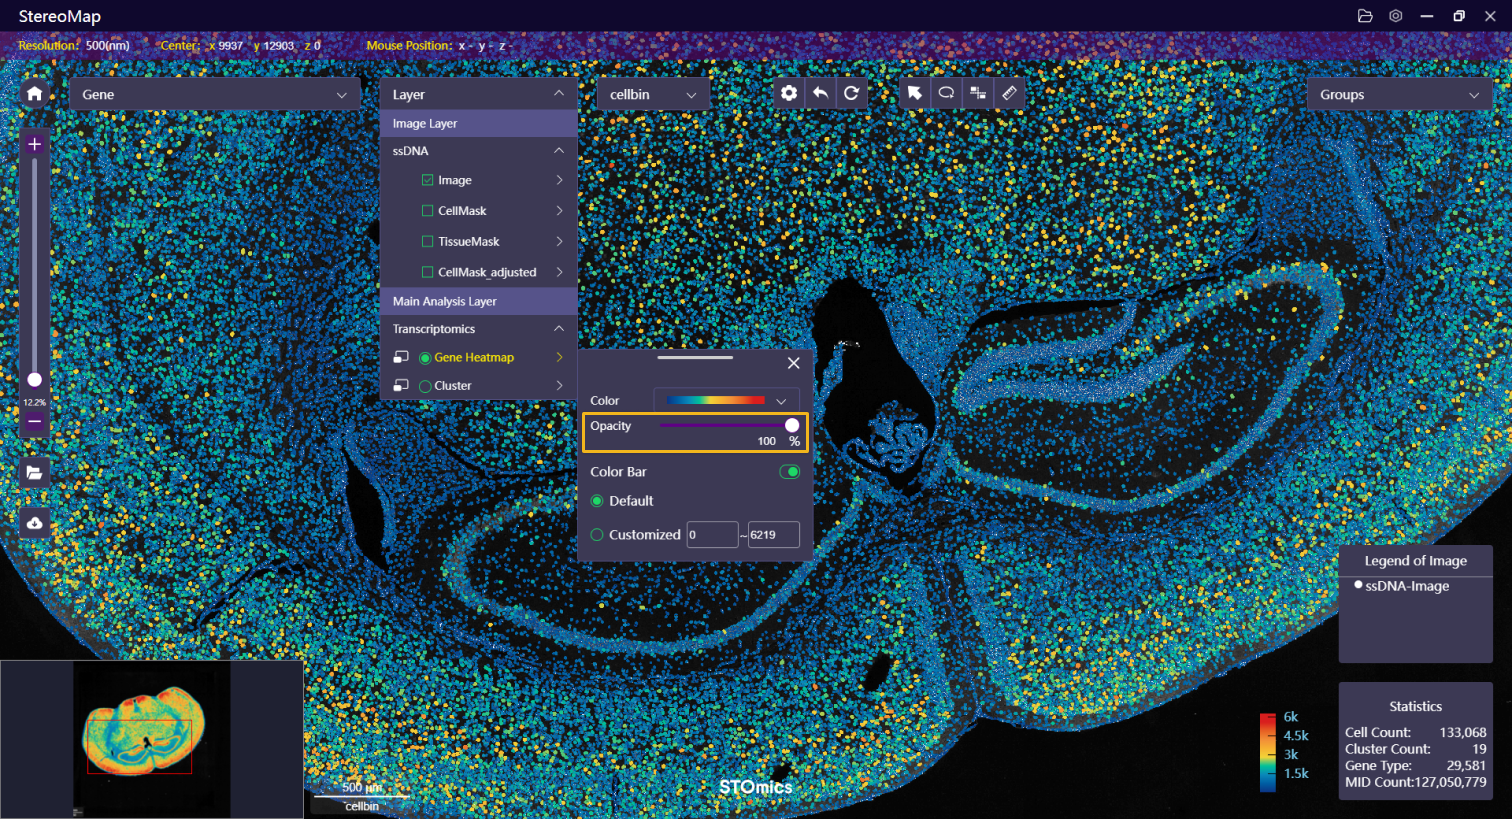 StereoMap
Resolution: 500(nm) Center: x 9937 y 12903 z 0 Mouse Position: x - y - z -
Gene
Layer
cellbin
Groups
Image Layer
ssDNA
Image
CellMask
TissueMask
CellMask_adjusted
Main Analysis Layer
Transcriptomics
Gene Heatmap
Cluster
12.2%
Color
Opacity
100 %
Color Bar
Default
Customized 0 ~ 6219
Legend of Image
ssDNA-Image
Statistics
Cell Count: 133,068
Cluster Count: 19
Gene Type: 29,581
MID Count:127,050,779
6k
4.5k
3k
1.5k
500 μm
cellbin
STOmics